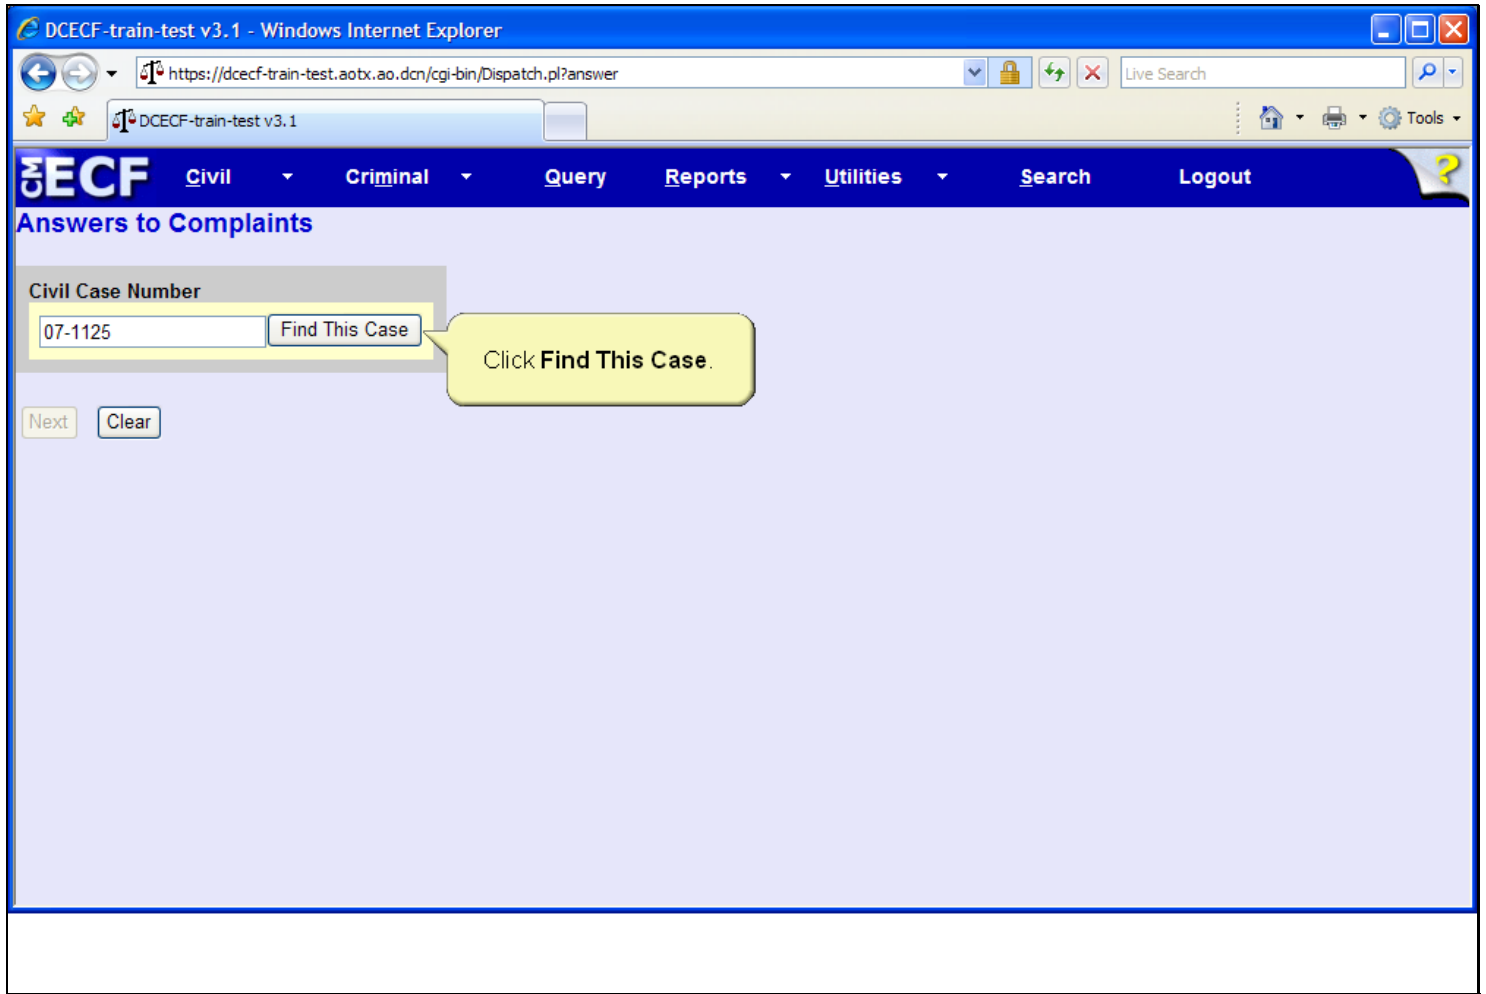 DCECF-train-test v3.1 - Windows Internet Explorer
https://dcecf-train-test.aotx.ao.dcn/cgi-bin/Dispatch.pl?answer
Live Search
DCECF-train-test v3.1
Tools
CM ECF Civil Criminal Query Reports Utilities Search Logout ?
Answers to Complaints
Civil Case Number
07-1125 Find This Case
Click Find This Case.
Next Clear